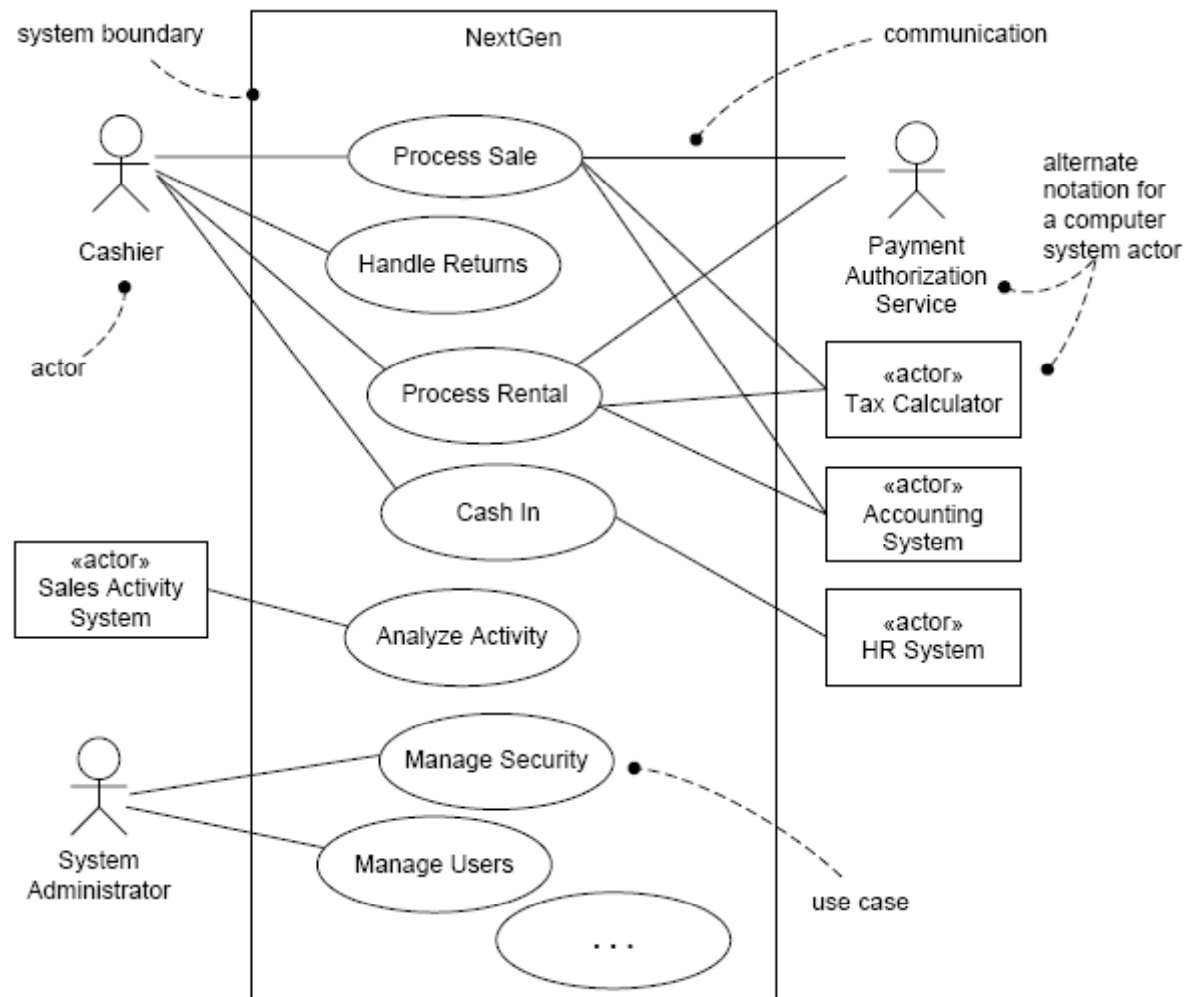 system boundary
NextGen
communication
Process Sale
alternate
notation for
a computer
system actor
Cashier
Handle Returns
Payment
Authorization
Service
actor
Process Rental
«actor»
Tax Calculator
Cash In
«actor»
Accounting
System
«actor»
Sales Activity
System
Analyze Activity
«actor»
HR System
Manage Security
System
Administrator
Manage Users
use case
...